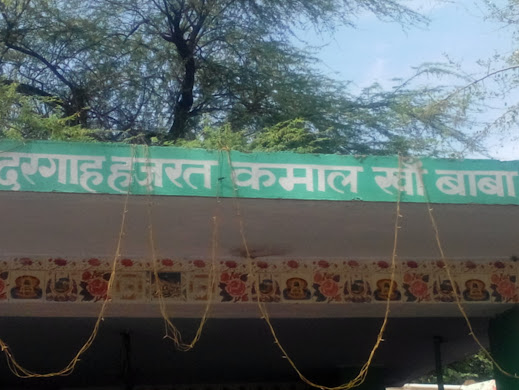 दरगाह हजरत कमाल खाँ बाबा